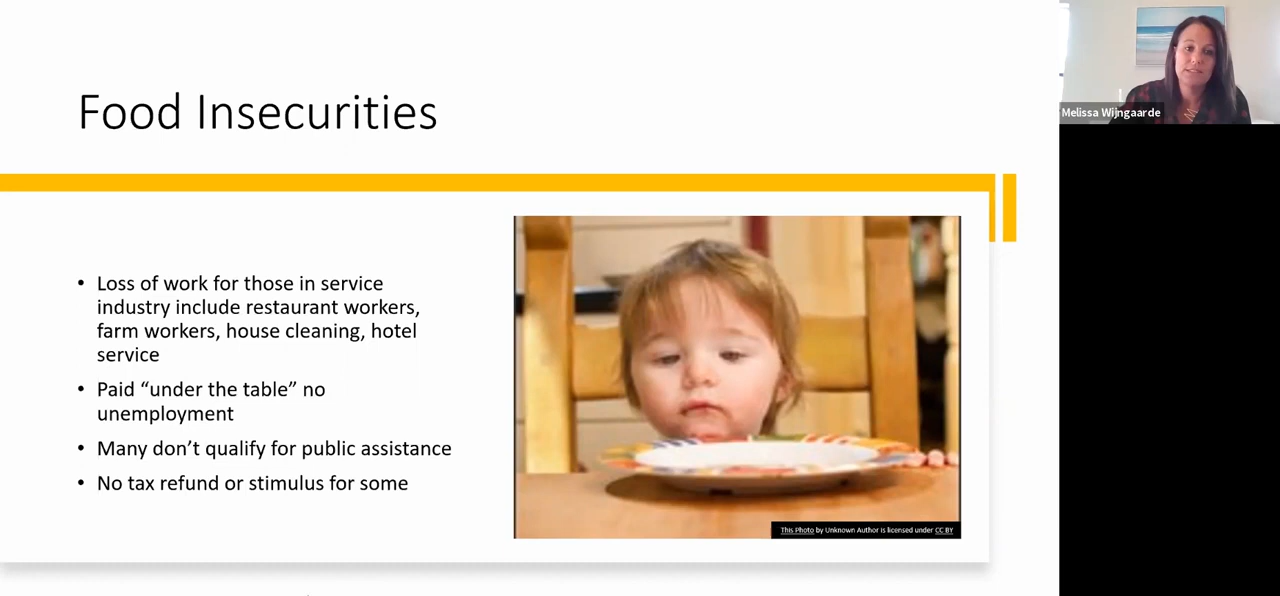 Food Insecurities
Melissa Wijngaarde
• Loss of work for those in service
industry include restaurant workers,
farm workers, house cleaning, hotel
service
• Paid “under the table” no
unemployment
• Many don’t qualify for public assistance
• No tax refund or stimulus for some
This Photo by Unknown Author is licensed under CC BY